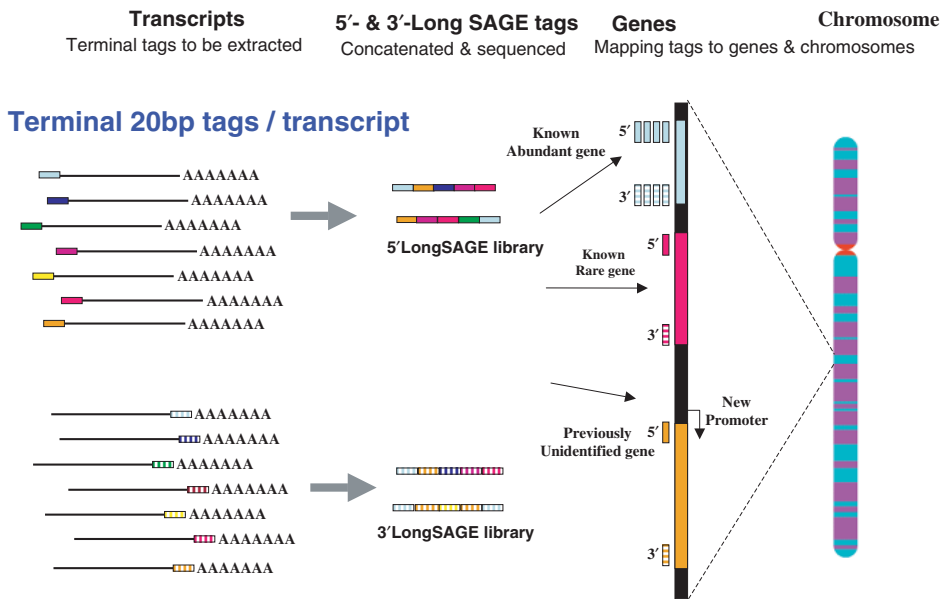 Transcripts
Terminal tags to be extracted
5′- & 3′-Long SAGE tags
Concatenated & sequenced
Genes
Mapping tags to genes & chromosomes
Chromosome
Terminal 20bp tags / transcript
AAAAAAA
AAAAAAA
AAAAAAA
AAAAAAA
AAAAAAA
AAAAAAA
AAAAAAA
5′LongSAGE library
Known
Abundant gene
5′
3′
Known
Rare gene
5′
3′
New
Promoter
Previously
Unidentified gene
5′
3′
AAAAAAA
AAAAAAA
AAAAAAA
AAAAAAA
AAAAAAA
AAAAAAA
AAAAAAA
3′LongSAGE library